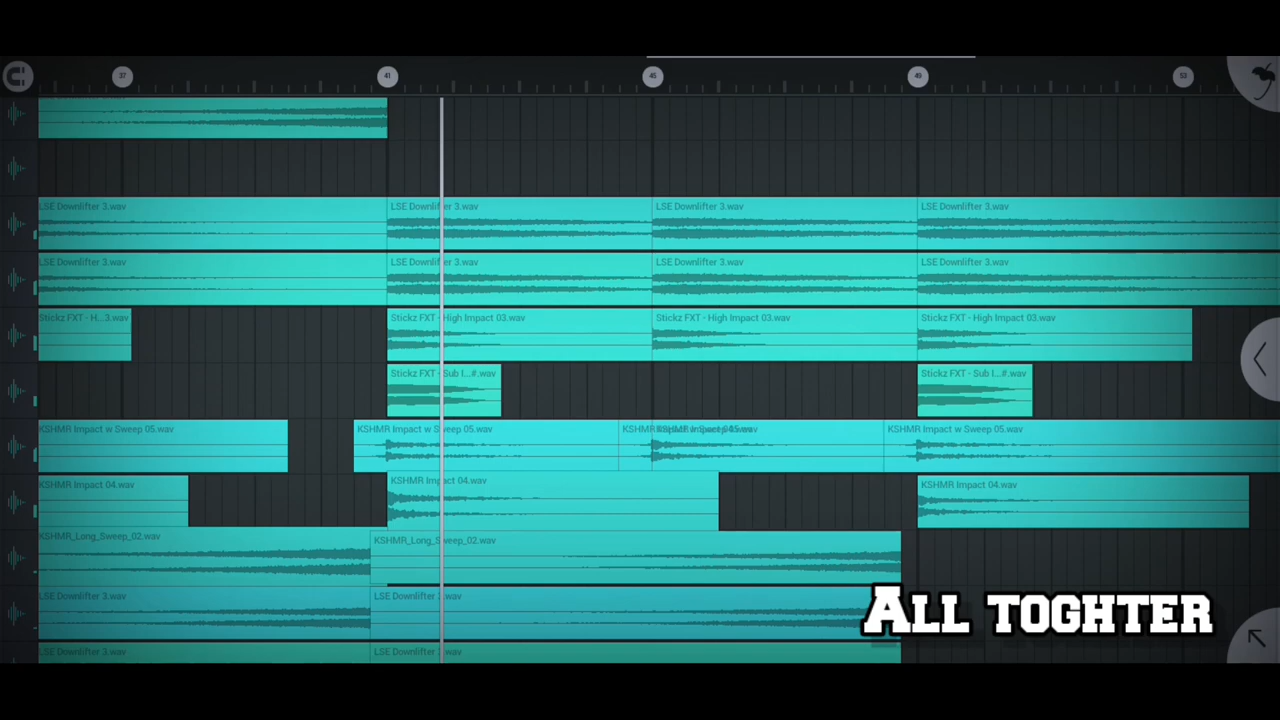 37 41 45 49 53
LSE Downlifter 3.wav LSE Downlifter 3.wav LSE Downlifter 3.wav LSE Downlifter 3.wav
LSE Downlifter 3.wav LSE Downlifter 3.wav LSE Downlifter 3.wav LSE Downlifter 3.wav
Stickz FXT - H...3.wav Stickz FXT - High Impact 03.wav Stickz FXT - High Impact 03.wav Stickz FXT - High Impact 03.wav
Stickz FXT - Sub I...#.wav Stickz FXT - Sub I...#.wav
KSHMR Impact w Sweep 05.wav KSHMR Impact w Sweep 05.wav KSHMR Impact w Sweep 05.wav
KSHMR Impact 04.wav KSHMR Impact 04.wav KSHMR Impact 04.wav
KSHMR_Long_Sweep_02.wav KSHMR_Long_Sweep_02.wav
LSE Downlifter 3.wav LSE Downlifter 3.wav
All toghter
LSE Downlifter 3.wav LSE Downlifter 3.wav